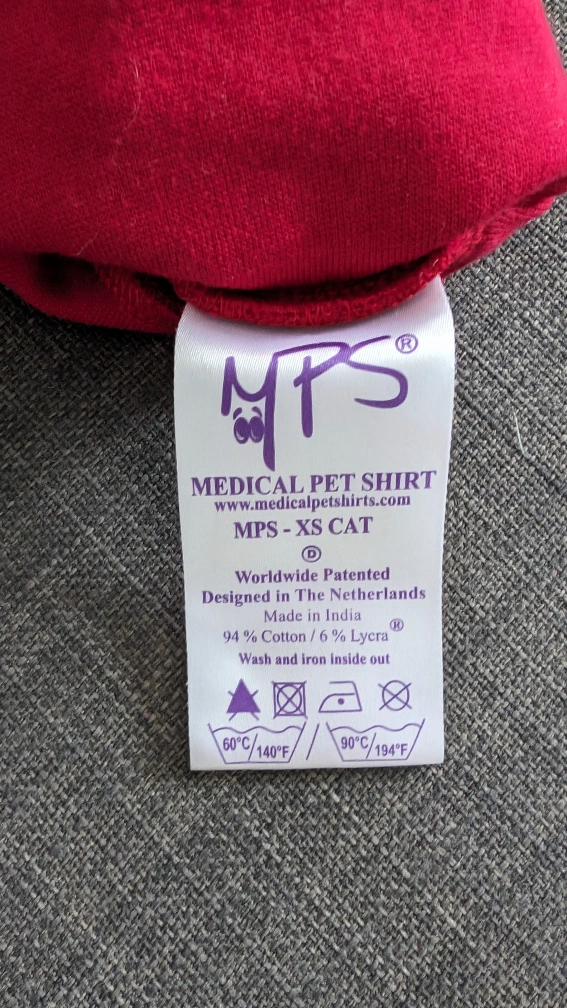 MPS®
MEDICAL PET SHIRT
www.medicalpetshirts.com
MPS - XS CAT
Ⓓ
Worldwide Patented
Designed in The Netherlands
Made in India
94 % Cotton / 6 % Lycra®
Wash and iron inside out
60°C/140°F / 90°C/194°F